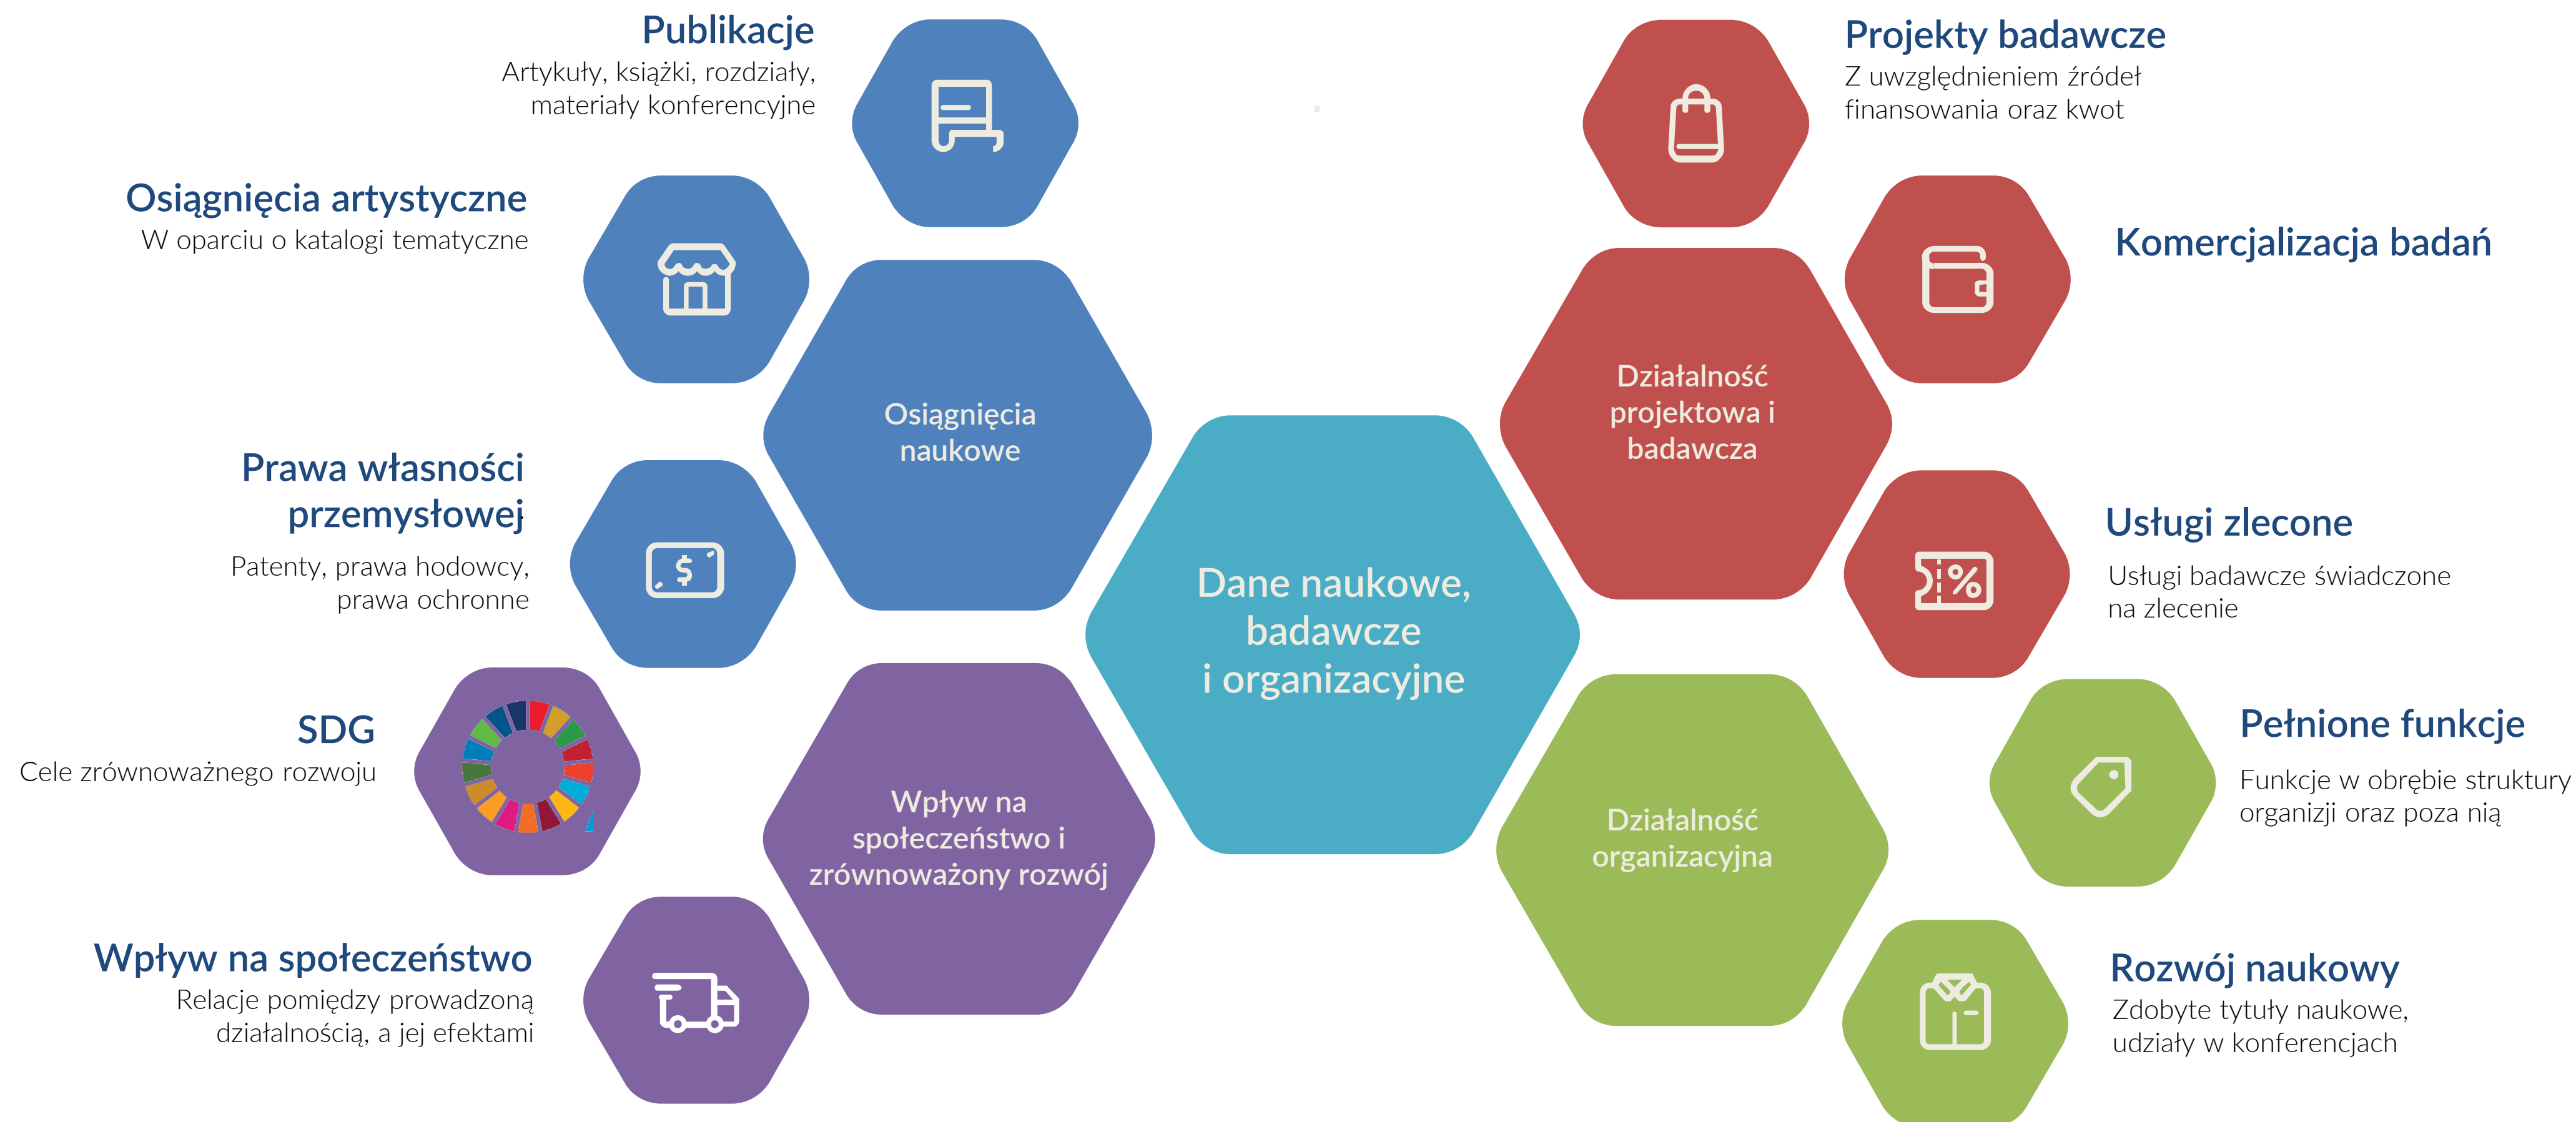 Publikacje
Artykuły, książki, rozdziały,
materiały konferencyjne
Osiągnięcia artystyczne
W oparciu o katalogi tematyczne
Osiągnięcia
naukowe
Prawa własności
przemysłowej
Patenty, prawa hodowcy,
prawa ochronne
$
SDG
Cele zrównoważnego rozwoju
Wpływ na
społeczeństwo i
zrównoważony rozwój
Wpływ na społeczeństwo
Relacje pomiędzy prowadzoną
działalnością, a jej efektami
Dane naukowe,
badawcze
i organizacyjne
Projekty badawcze
Z uwzględnieniem źródeł
finansowania oraz kwot
Komercjalizacja badań
Działalność
projektowa i
badawcza
Usługi zlecone
Usługi badawcze świadczone
na zlecenie
%
Pełnione funkcje
Funkcje w obrębie struktury
organizji oraz poza nią
Działalność
organizacyjna
Rozwój naukowy
Zdobyte tytuły naukowe,
udziały w konferencjach